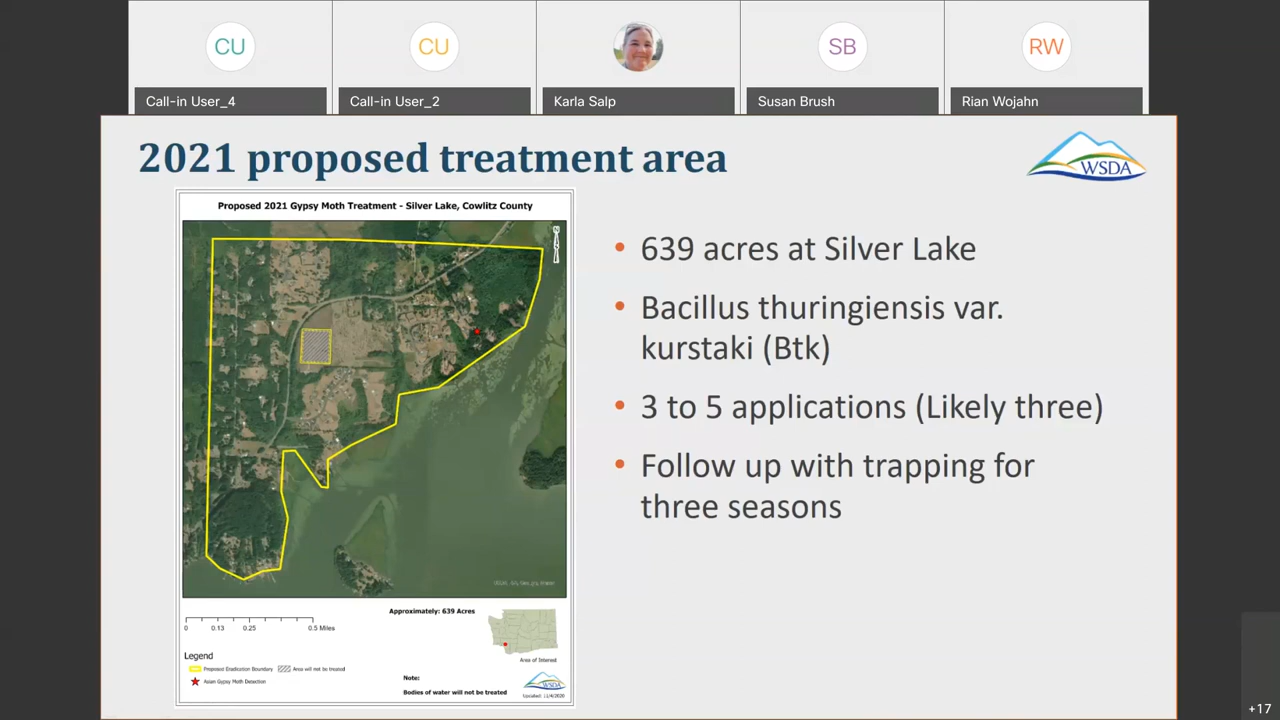 CU
CU
SB
RW
Call-in User_4
Call-in User_2
Karla Salp
Susan Brush
Rian Wojahn
2021 proposed treatment area
WSDA
Proposed 2021 Gypsy Moth Treatment - Silver Lake, Cowlitz County
• 639 acres at Silver Lake
• Bacillus thuringiensis var.
kurstaki (Btk)
• 3 to 5 applications (Likely three)
• Follow up with trapping for
three seasons
Approximately: 639 Acres
0 0.13 0.25 0.5 Miles
Legend
Proposed Eradication Boundary
Area will not be treated
Asian Gypsy Moth Detection
Area of Interest
Note:
Bodies of water will not be treated
WSDA
+17